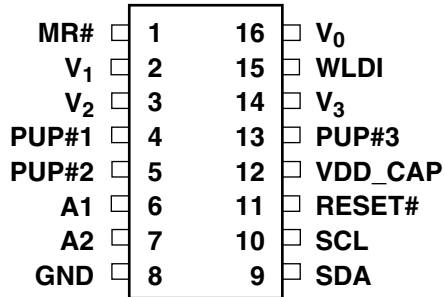 MR# 1 16 V0
V1 2 15 WLDI
V2 3 14 V3
PUP#1 4 13 PUP#3
PUP#2 5 12 VDD_CAP
A1 6 11 RESET#
A2 7 10 SCL
GND 8 9 SDA